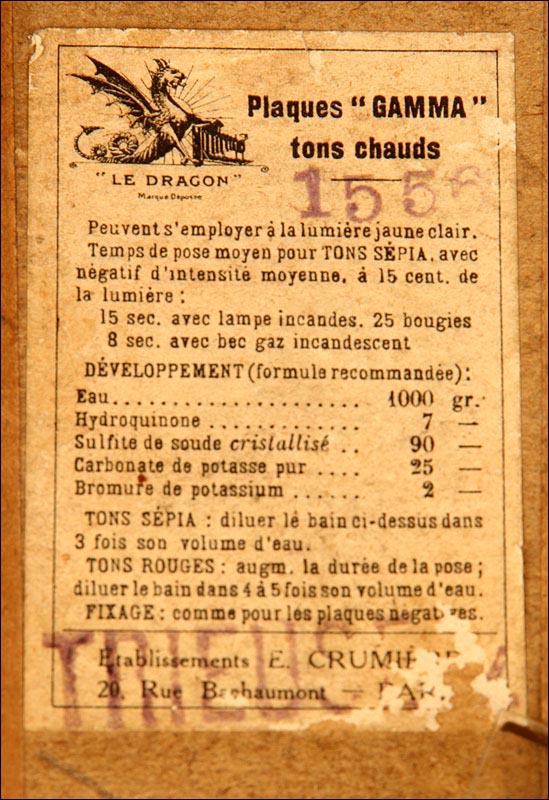 Plaques "GAMMA"
tons chauds
"LE DRAGON"
Marque Déposée
1556
Peuvent s'employer à la lumière jaune clair.
Temps de pose moyen pour TONS SÉPIA, avec
négatif d'intensité moyenne, à 15 cent. de
la lumière :
15 sec. avec lampe incandes. 25 bougies
8 sec. avec bec gaz incandescent
DÉVELOPPEMENT (formule recommandée) :
Eau..................... 1000 gr.
Hydroquinone ............ 7 —
Sulfite de soude cristallisé .. 90 —
Carbonate de potasse pur .... 25 —
Bromure de potassium ...... 2 —
TONS SÉPIA : diluer le bain ci-dessus dans
3 fois son volume d'eau.
TONS ROUGES : augm. la durée de la pose ;
diluer le bain dans 4 à 5 fois son volume d'eau.
FIXAGE : comme pour les plaques négatives.
Établissements E.
20, Rue Bachaumont —